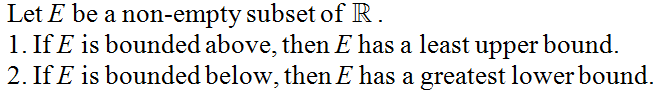 Let E be a non-empty subset of ℝ.
1. If E is bounded above, then E has a least upper bound.
2. If E is bounded below, then E has a greatest lower bound.